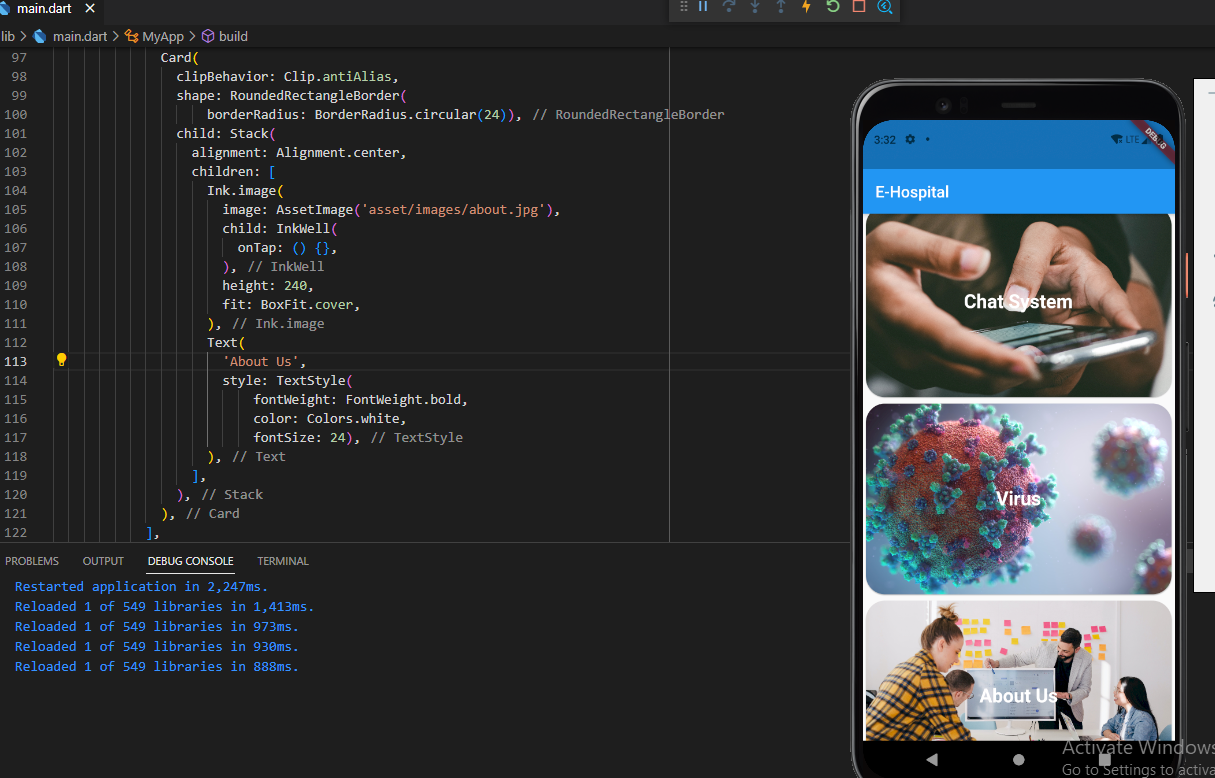 main.dart
lib > main.dart > MyApp > build
97 Card(
98 clipBehavior: Clip.antiAlias,
99 shape: RoundedRectangleBorder(
100 borderRadius: BorderRadius.circular(24)), // RoundedRectangleBorder
101 child: Stack(
102 alignment: Alignment.center,
103 children: [
104 Ink.image(
105 image: AssetImage('asset/images/about.jpg'),
106 child: InkWell(
107 onTap: () {},
108 ), // InkWell
109 height: 240,
110 fit: BoxFit.cover,
111 ), // Ink.image
112 Text(
113 'About Us',
114 style: TextStyle(
115 fontWeight: FontWeight.bold,
116 color: Colors.white,
117 fontSize: 24), // TextStyle
118 ), // Text
119 ],
120 ), // Stack
121 ), // Card
122 ],
PROBLEMS OUTPUT DEBUG CONSOLE TERMINAL
Restarted application in 2,247ms.
Reloaded 1 of 549 libraries in 1,413ms.
Reloaded 1 of 549 libraries in 973ms.
Reloaded 1 of 549 libraries in 930ms.
Reloaded 1 of 549 libraries in 888ms.
3:32 LTE
DEBUG
E-Hospital
Chat System
Virus
About Us
Activate Windows
Go to Settings to activa